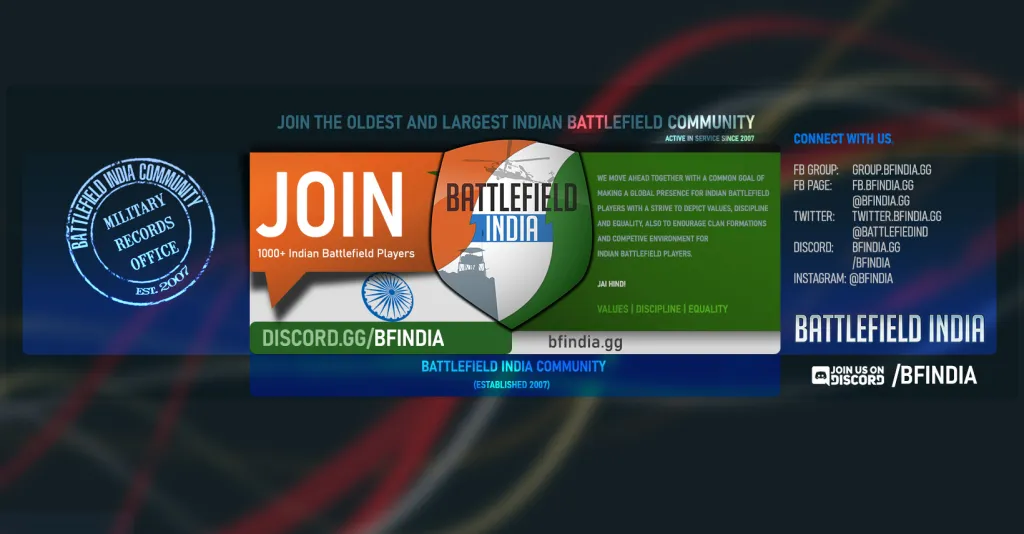 JOIN THE OLDEST AND LARGEST INDIAN BATTLEFIELD COMMUNITY
ACTIVE IN SERVICE SINCE 2007
BATTLEFIELD INDIA COMMUNITY
MILITARY
RECORDS
OFFICE
EST. 2007
JOIN
1000+ Indian Battlefield Players
BATTLEFIELD
INDIA
WE MOVE AHEAD TOGETHER WITH A COMMON GOAL OF
MAKING A GLOBAL PRESENCE FOR INDIAN BATTLEFIELD
PLAYERS WITH A STRIVE TO DEPICT VALUES, DISCIPLINE
AND EQUALITY, ALSO TO ENOURAGE CLAN FORMATIONS
AND COMPETIVE ENVIRONMENT FOR
INDIAN BATTLEFIELD PLAYERS.
JAI HIND!
VALUES | DISCIPLINE | EQUALITY
DISCORD.GG/BFINDIA
bfindia.gg
BATTLEFIELD INDIA COMMUNITY
(ESTABLISHED 2007)
CONNECT WITH US.
FB GROUP: GROUP.BFINDIA.GG
FB PAGE: FB.BFINDIA.GG
@BFINDIA.GG
TWITTER: TWITTER.BFINDIA.GG
@BATTLEFIEDIND
DISCORD: BFINDIA.GG
/BFINDIA
INSTAGRAM: @BFINDIA
BATTLEFIELD INDIA
JOIN US ON
DISCORD /BFINDIA